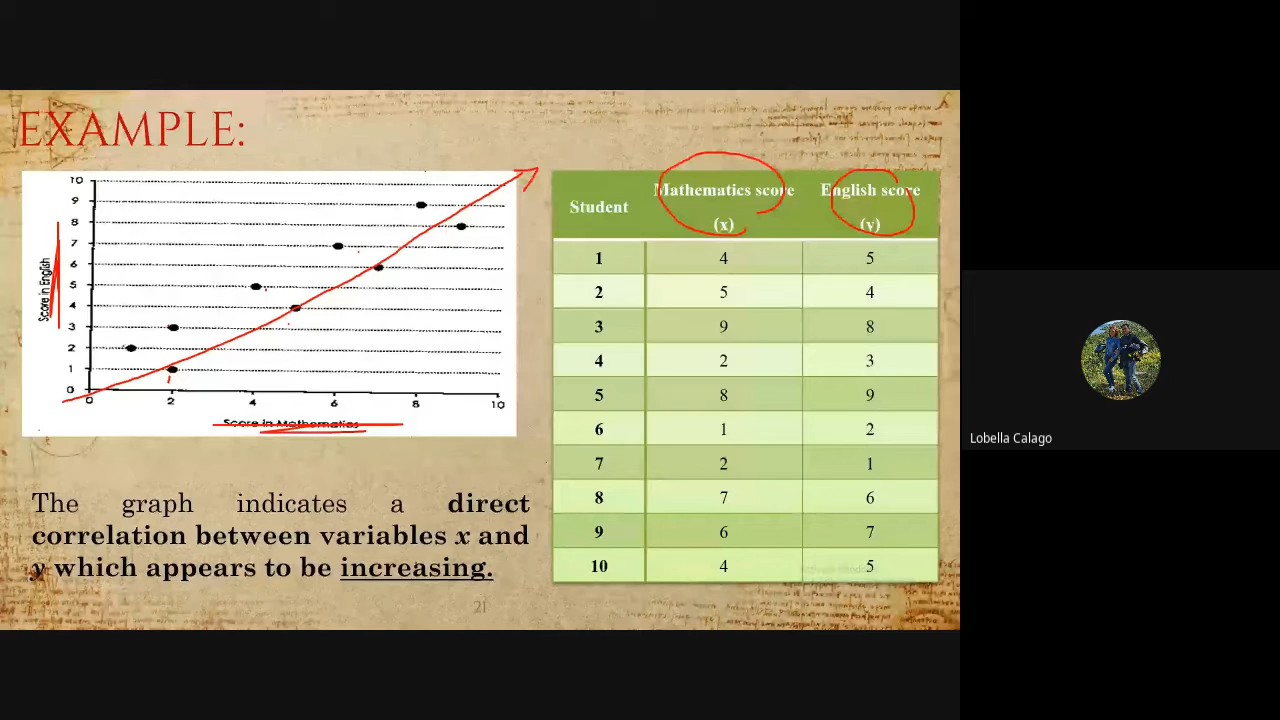 EXAMPLE:
10
9
8
7
6
5
4
3
2
1
0
Score in English
0 2 4 6 8 10
Score in Mathematics
The graph indicates a direct
correlation between variables x and
y which appears to be increasing.
21
Student Mathematics score (x) English score (y)
1 4 5
2 5 4
3 9 8
4 2 3
5 8 9
6 1 2
7 2 1
8 7 6
9 6 7
10 4 5
Lobella Calago